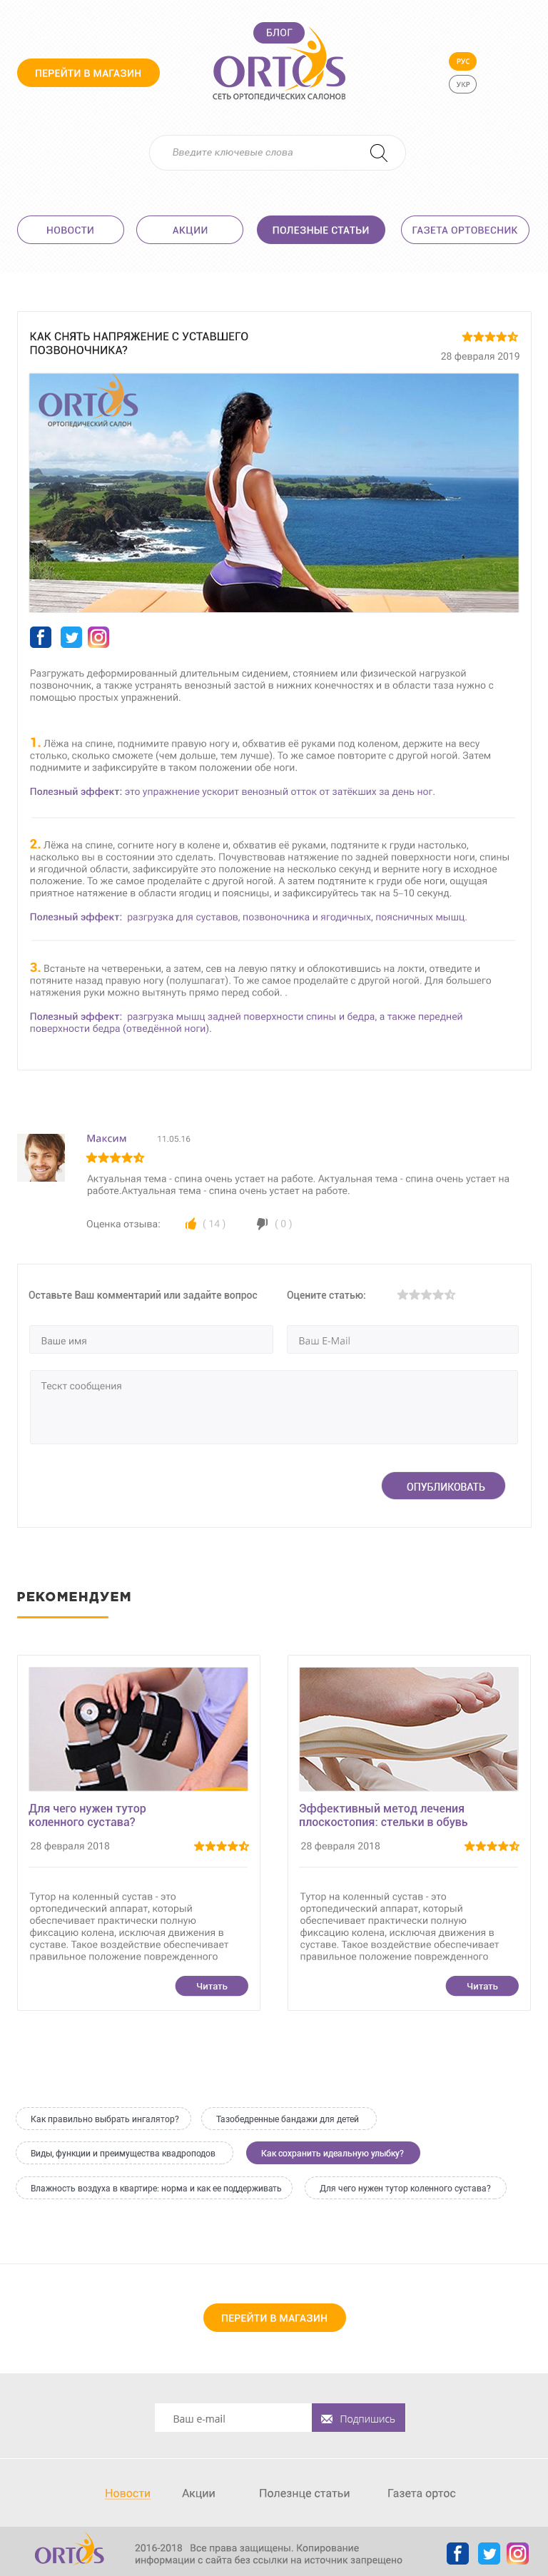 БЛОГ
ORTOS
СЕТЬ ОРТОПЕДИЧЕСКИХ САЛОНОВ
ПЕРЕЙТИ В МАГАЗИН
РУС
УКР
Введите ключевые слова
НОВОСТИ
АКЦИИ
ПОЛЕЗНЫЕ СТАТЬИ
ГАЗЕТА ОРТОВЕСНИК
КАК СНЯТЬ НАПРЯЖЕНИЕ С УСТАВШЕГО
ПОЗВОНОЧНИКА?
28 февраля 2019
ORTOS
ОРТОПЕДИЧЕСКИЙ САЛОН
Разгружать деформированный длительным сидением, стоянием или физической нагрузкой
позвоночник, а также устранять венозный застой в нижних конечностях и в области таза нужно с
помощью простых упражнений.
1. Лёжа на спине, поднимите правую ногу и, обхватив её руками под коленом, держите на весу
столько, сколько сможете (чем дольше, тем лучше). То же самое повторите с другой ногой. Затем
поднимите и зафиксируйте в таком положении обе ноги.
Полезный эффект: это упражнение ускорит венозный отток от затёкших за день ног.
2. Лёжа на спине, согните ногу в колене и, обхватив её руками, подтяните к груди настолько,
насколько вы в состоянии это сделать. Почувствовав натяжение по задней поверхности ноги, спины
и ягодичной области, зафиксируйте это положение на несколько секунд и верните ногу в исходное
положение. То же самое проделайте с другой ногой. А затем подтяните к груди обе ноги, ощущая
приятное натяжение в области ягодиц и поясницы, и зафиксируйтесь так на 5–10 секунд.
Полезный эффект: разгрузка для суставов, позвоночника и ягодичных, поясничных мышц.
3. Встаньте на четвереньки, а затем, сев на левую пятку и облокотившись на локти, отведите и
потяните назад правую ногу (полушпагат). То же самое проделайте с другой ногой. Для большего
натяжения руки можно вытянуть прямо перед собой. .
Полезный эффект: разгрузка мышц задней поверхности спины и бедра, а также передней
поверхности бедра (отведённой ноги).
Максим
11.05.16
Актуальная тема - спина очень устает на работе. Актуальная тема - спина очень устает на
работе.Актуальная тема - спина очень устает на работе.
Оценка отзыва:
( 14 )
( 0 )
Оставьте Ваш комментарий или задайте вопрос
Оцените статью:
Ваше имя
Ваш E-Mail
Тескт сообщения
ОПУБЛИКОВАТЬ
РЕКОМЕНДУЕМ
Для чего нужен тутор
коленного сустава?
28 февраля 2018
Тутор на коленный сустав - это
ортопедический аппарат, который
обеспечивает практически полную
фиксацию колена, исключая движения в
суставе. Такое воздействие обеспечивает
правильное положение поврежденного
Читать
Эффективный метод лечения
плоскостопия: стельки в обувь
28 февраля 2018
Тутор на коленный сустав - это
ортопедический аппарат, который
обеспечивает практически полную
фиксацию колена, исключая движения в
суставе. Такое воздействие обеспечивает
правильное положение поврежденного
Читать
Как правильно выбрать ингалятор?
Тазобедренные бандажи для детей
Виды, функции и преимущества квадроподов
Как сохранить идеальную улыбку?
Влажность воздуха в квартире: норма и как ее поддерживать
Для чего нужен тутор коленного сустава?
ПЕРЕЙТИ В МАГАЗИН
Ваш e-mail
Подпишись
Новости
Акции
Полезнце статьи
Газета ортос
ORTOS
2016-2018 Все права защищены. Копирование
информации с сайта без ссылки на источник запрещено